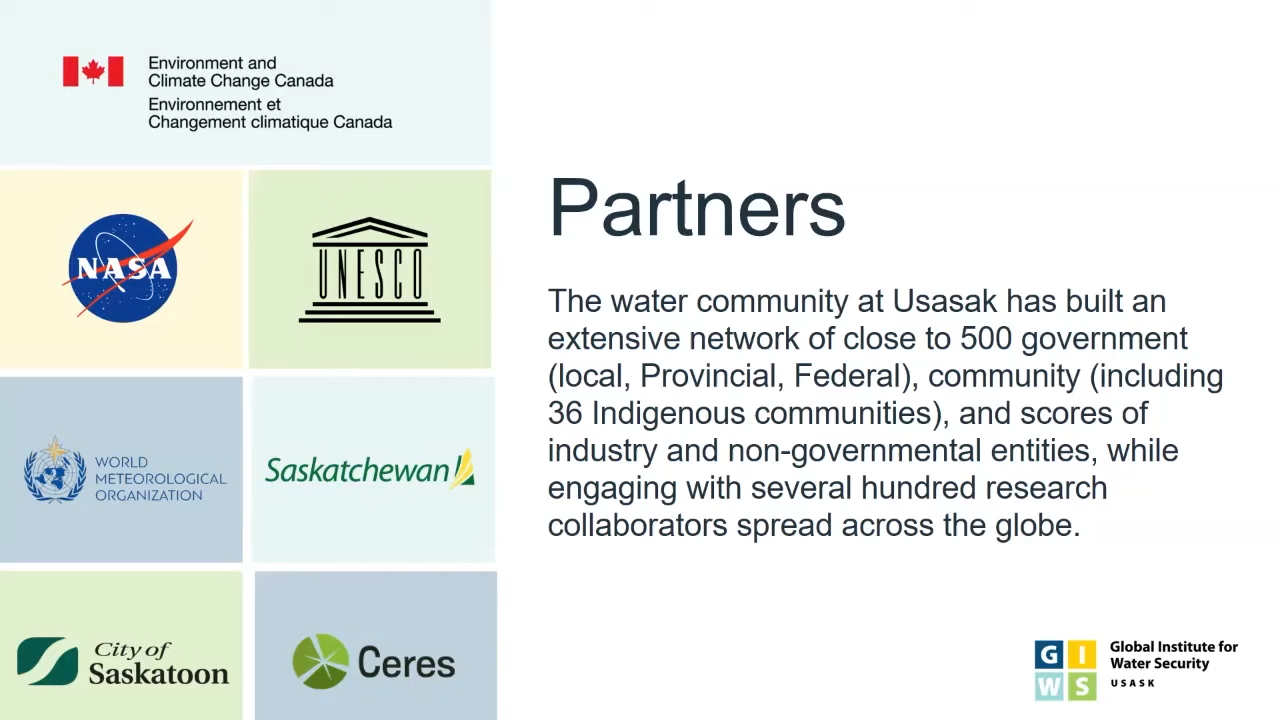 Environment and
Climate Change Canada
Environnement et
Changement climatique Canada
NASA
UNESCO
WORLD
METEOROLOGICAL
ORGANIZATION
Saskatchewan
City of
Saskatoon
Ceres
Partners
The water community at Usasak has built an
extensive network of close to 500 government
(local, Provincial, Federal), community (including
36 Indigenous communities), and scores of
industry and non-governmental entities, while
engaging with several hundred research
collaborators spread across the globe.
G I
W S
Global Institute for
Water Security
USASK